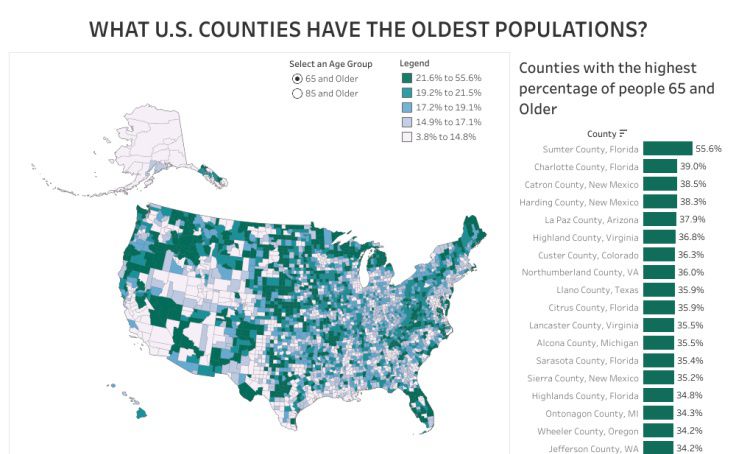 WHAT U.S. COUNTIES HAVE THE OLDEST POPULATIONS?
Select an Age Group
65 and Older
85 and Older
Legend
21.6% to 55.6%
19.2% to 21.5%
17.2% to 19.1%
14.9% to 17.1%
3.8% to 14.8%
Counties with the highest
percentage of people 65 and
Older
County
Sumter County, Florida 55.6%
Charlotte County, Florida 39.0%
Catron County, New Mexico 38.5%
Harding County, New Mexico 38.3%
La Paz County, Arizona 37.9%
Highland County, Virginia 36.8%
Custer County, Colorado 36.3%
Northumberland County, VA 36.0%
Llano County, Texas 35.9%
Citrus County, Florida 35.9%
Lancaster County, Virginia 35.5%
Alcona County, Michigan 35.5%
Sarasota County, Florida 35.4%
Sierra County, New Mexico 35.2%
Highlands County, Florida 34.8%
Ontonagon County, MI 34.3%
Wheeler County, Oregon 34.2%
Jefferson County, WA 34.2%